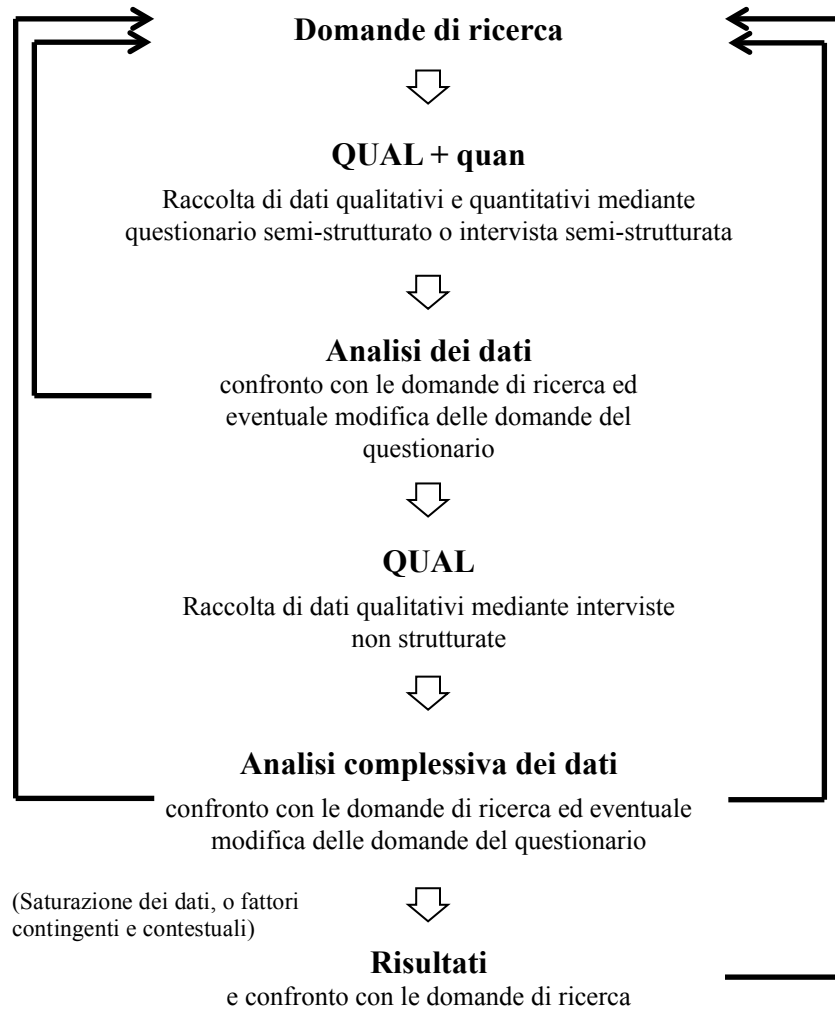 Domande di ricerca
QUAL + quan
Raccolta di dati qualitativi e quantitativi mediante
questionario semi-strutturato o intervista semi-strutturata
Analisi dei dati
confronto con le domande di ricerca ed
eventuale modifica delle domande del
questionario
QUAL
Raccolta di dati qualitativi mediante interviste
non strutturate
Analisi complessiva dei dati
confronto con le domande di ricerca ed eventuale
modifica delle domande del questionario
(Saturazione dei dati, o fattori
contingenti e contestuali)
Risultati
e confronto con le domande di ricerca